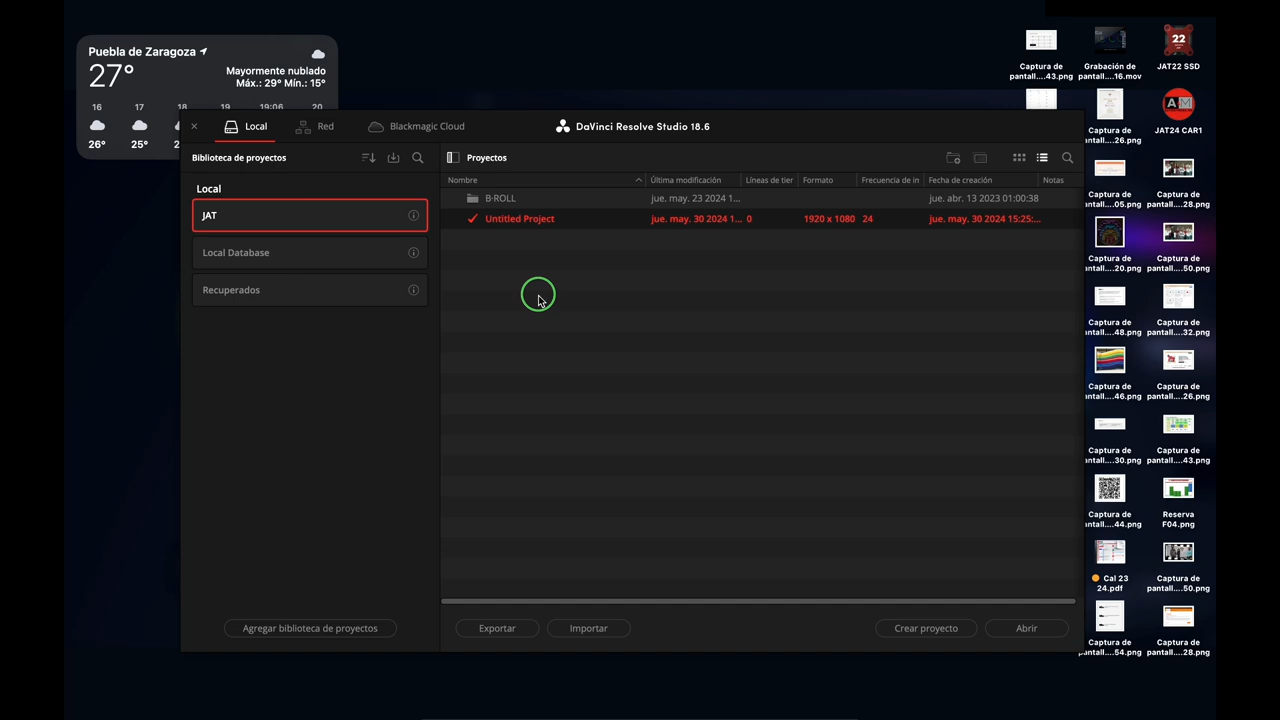 Puebla de Zaragoza
27°
Mayormente nublado
Máx.: 29° Mín.: 15°
16 17 18 19 19:06 20
26° 25°
Local
Red
Blackmagic Cloud
DaVinci Resolve Studio 18.6
Biblioteca de proyectos
Local
JAT
Local Database
Recuperados
Agregar biblioteca de proyectos
Proyectos
Nombre Última modificación Líneas de tier Formato Frecuencia de in Fecha de creación Notas
B-ROLL jue. may. 23 2024 1... jue. abr. 13 2023 01:00:38
Untitled Project jue. may. 30 2024 1... 0 1920 x 1080 24 jue. may. 30 2024 15:25:...
Exportar
Importar
Crear proyecto
Abrir
Captura de
pantall....43.png
Grabación de
pantall....16.mov
22
JAT22 SSD
Captura de
pantall....26.png
JAT24 CAR1
Captura de
pantall....05.png
Captura de
pantall....28.png
Captura de
pantall....20.png
Captura de
pantall....50.png
Captura de
pantall....48.png
Captura de
pantall....32.png
Captura de
pantall....46.png
Captura de
pantall....26.png
Captura de
pantall....30.png
Captura de
pantall....43.png
Captura de
pantall....44.png
Reserva
F04.png
Cal 23
24.pdf
Captura de
pantall....50.png
Captura de
pantall....54.png
Captura de
pantall....28.png